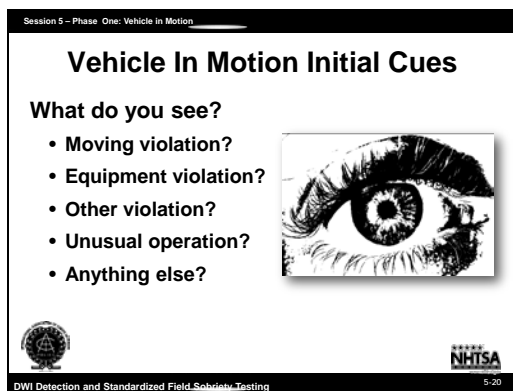 Session 5 – Phase One: Vehicle in Motion
Vehicle In Motion Initial Cues
What do you see?
• Moving violation?
• Equipment violation?
• Other violation?
• Unusual operation?
• Anything else?
NHTSA
DWI Detection and Standardized Field Sobriety Testing
5-20